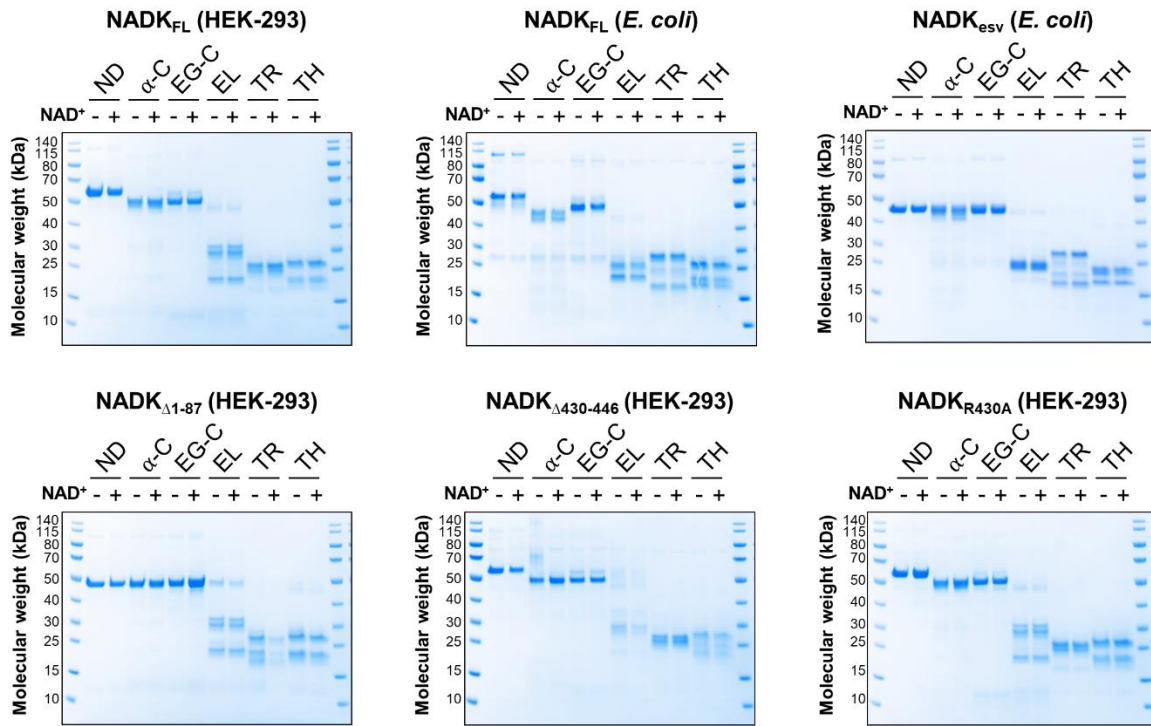 NADKFL (HEK-293)
ND α-C EG-C EL TR TH
NAD+ - + - + - + - + - + - +
Molecular weight (kDa)
140
115
80
70
50
40
30
25
15
10
NADKFL (E. coli)
ND α-C EG-C EL TR TH
NAD+ - + - + - + - + - + - +
Molecular weight (kDa)
140
115
80
70
50
40
30
25
15
10
NADKesv (E. coli)
ND α-C EG-C EL TR TH
NAD+ - + - + - + - + - + - +
Molecular weight (kDa)
140
115
80
70
50
40
30
25
15
10
NADKΔ1-87 (HEK-293)
ND α-C EG-C EL TR TH
NAD+ - + - + - + - + - + - +
Molecular weight (kDa)
140
115
80
70
50
40
30
25
15
10
NADKΔ430-446 (HEK-293)
ND α-C EG-C EL TR TH
NAD+ - + - + - + - + - + - +
Molecular weight (kDa)
140
115
80
70
50
40
30
25
15
10
NADKR430A (HEK-293)
ND α-C EG-C EL TR TH
NAD+ - + - + - + - + - + - +
Molecular weight (kDa)
140
115
80
70
50
40
30
25
15
10